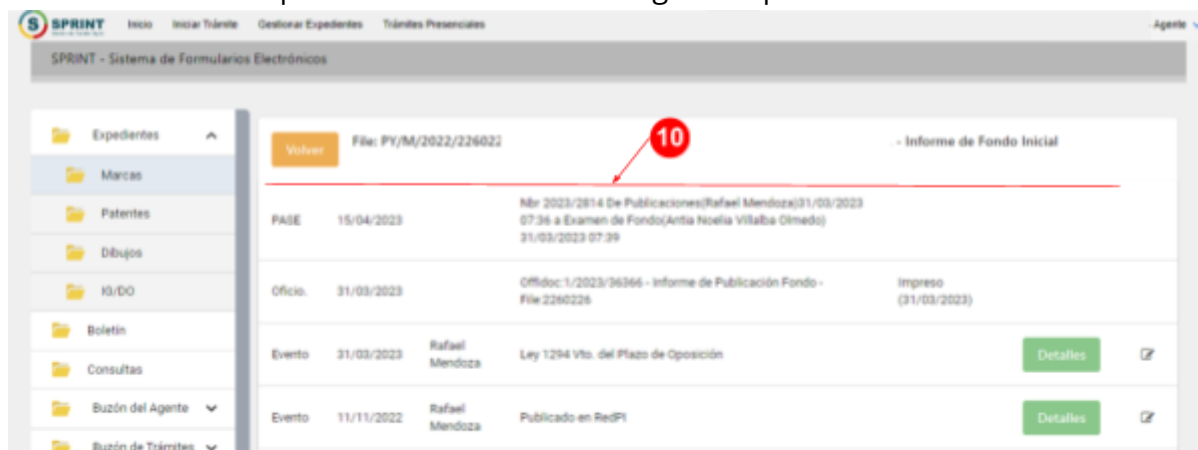 SPRINT Inicio Iniciar Trámite Gestionar Expedientes Trámites Presenciales Agente
SPRINT - Sistema de Formularios Electrónicos
Expedientes
Marcas
Patentes
Dibujos
IG/DO
Boletín
Consultas
Buzón del Agente
Buzón de Trámites
Volver File: PY/M/2022/226022 - Informe de Fondo Inicial
10
PASE 15/04/2023 Nbr 2023/2814 De Publicaciones(Rafael Mendoza)31/03/2023
07:36 a Examen de Fondo(Antia Noelia Villalba Olmedo)
31/03/2023 07:39
Oficio. 31/03/2023 Offidoc:1/2023/36366 - Informe de Publicación Fondo - Impreso
File:2260226 (31/03/2023)
Evento 31/03/2023 Rafael Mendoza Ley 1294 Vto. del Plazo de Oposición Detalles
Evento 11/11/2022 Rafael Mendoza Publicado en RedPI Detalles